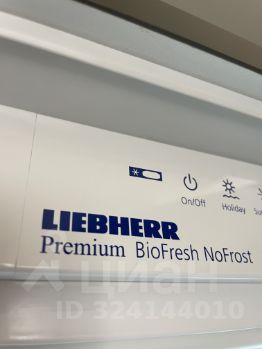 On/Off Holiday
LIEBHERR
Premium BioFresh NoFrost
циан
ID 324144010